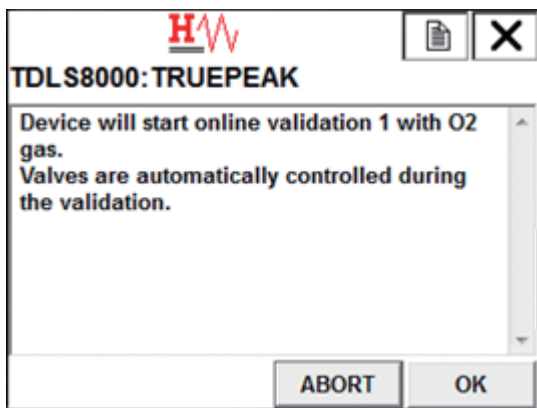 H
TDLS8000:TRUEPEAK
Device will start online validation 1 with O2
gas.
Valves are automatically controlled during
the validation.
ABORT OK